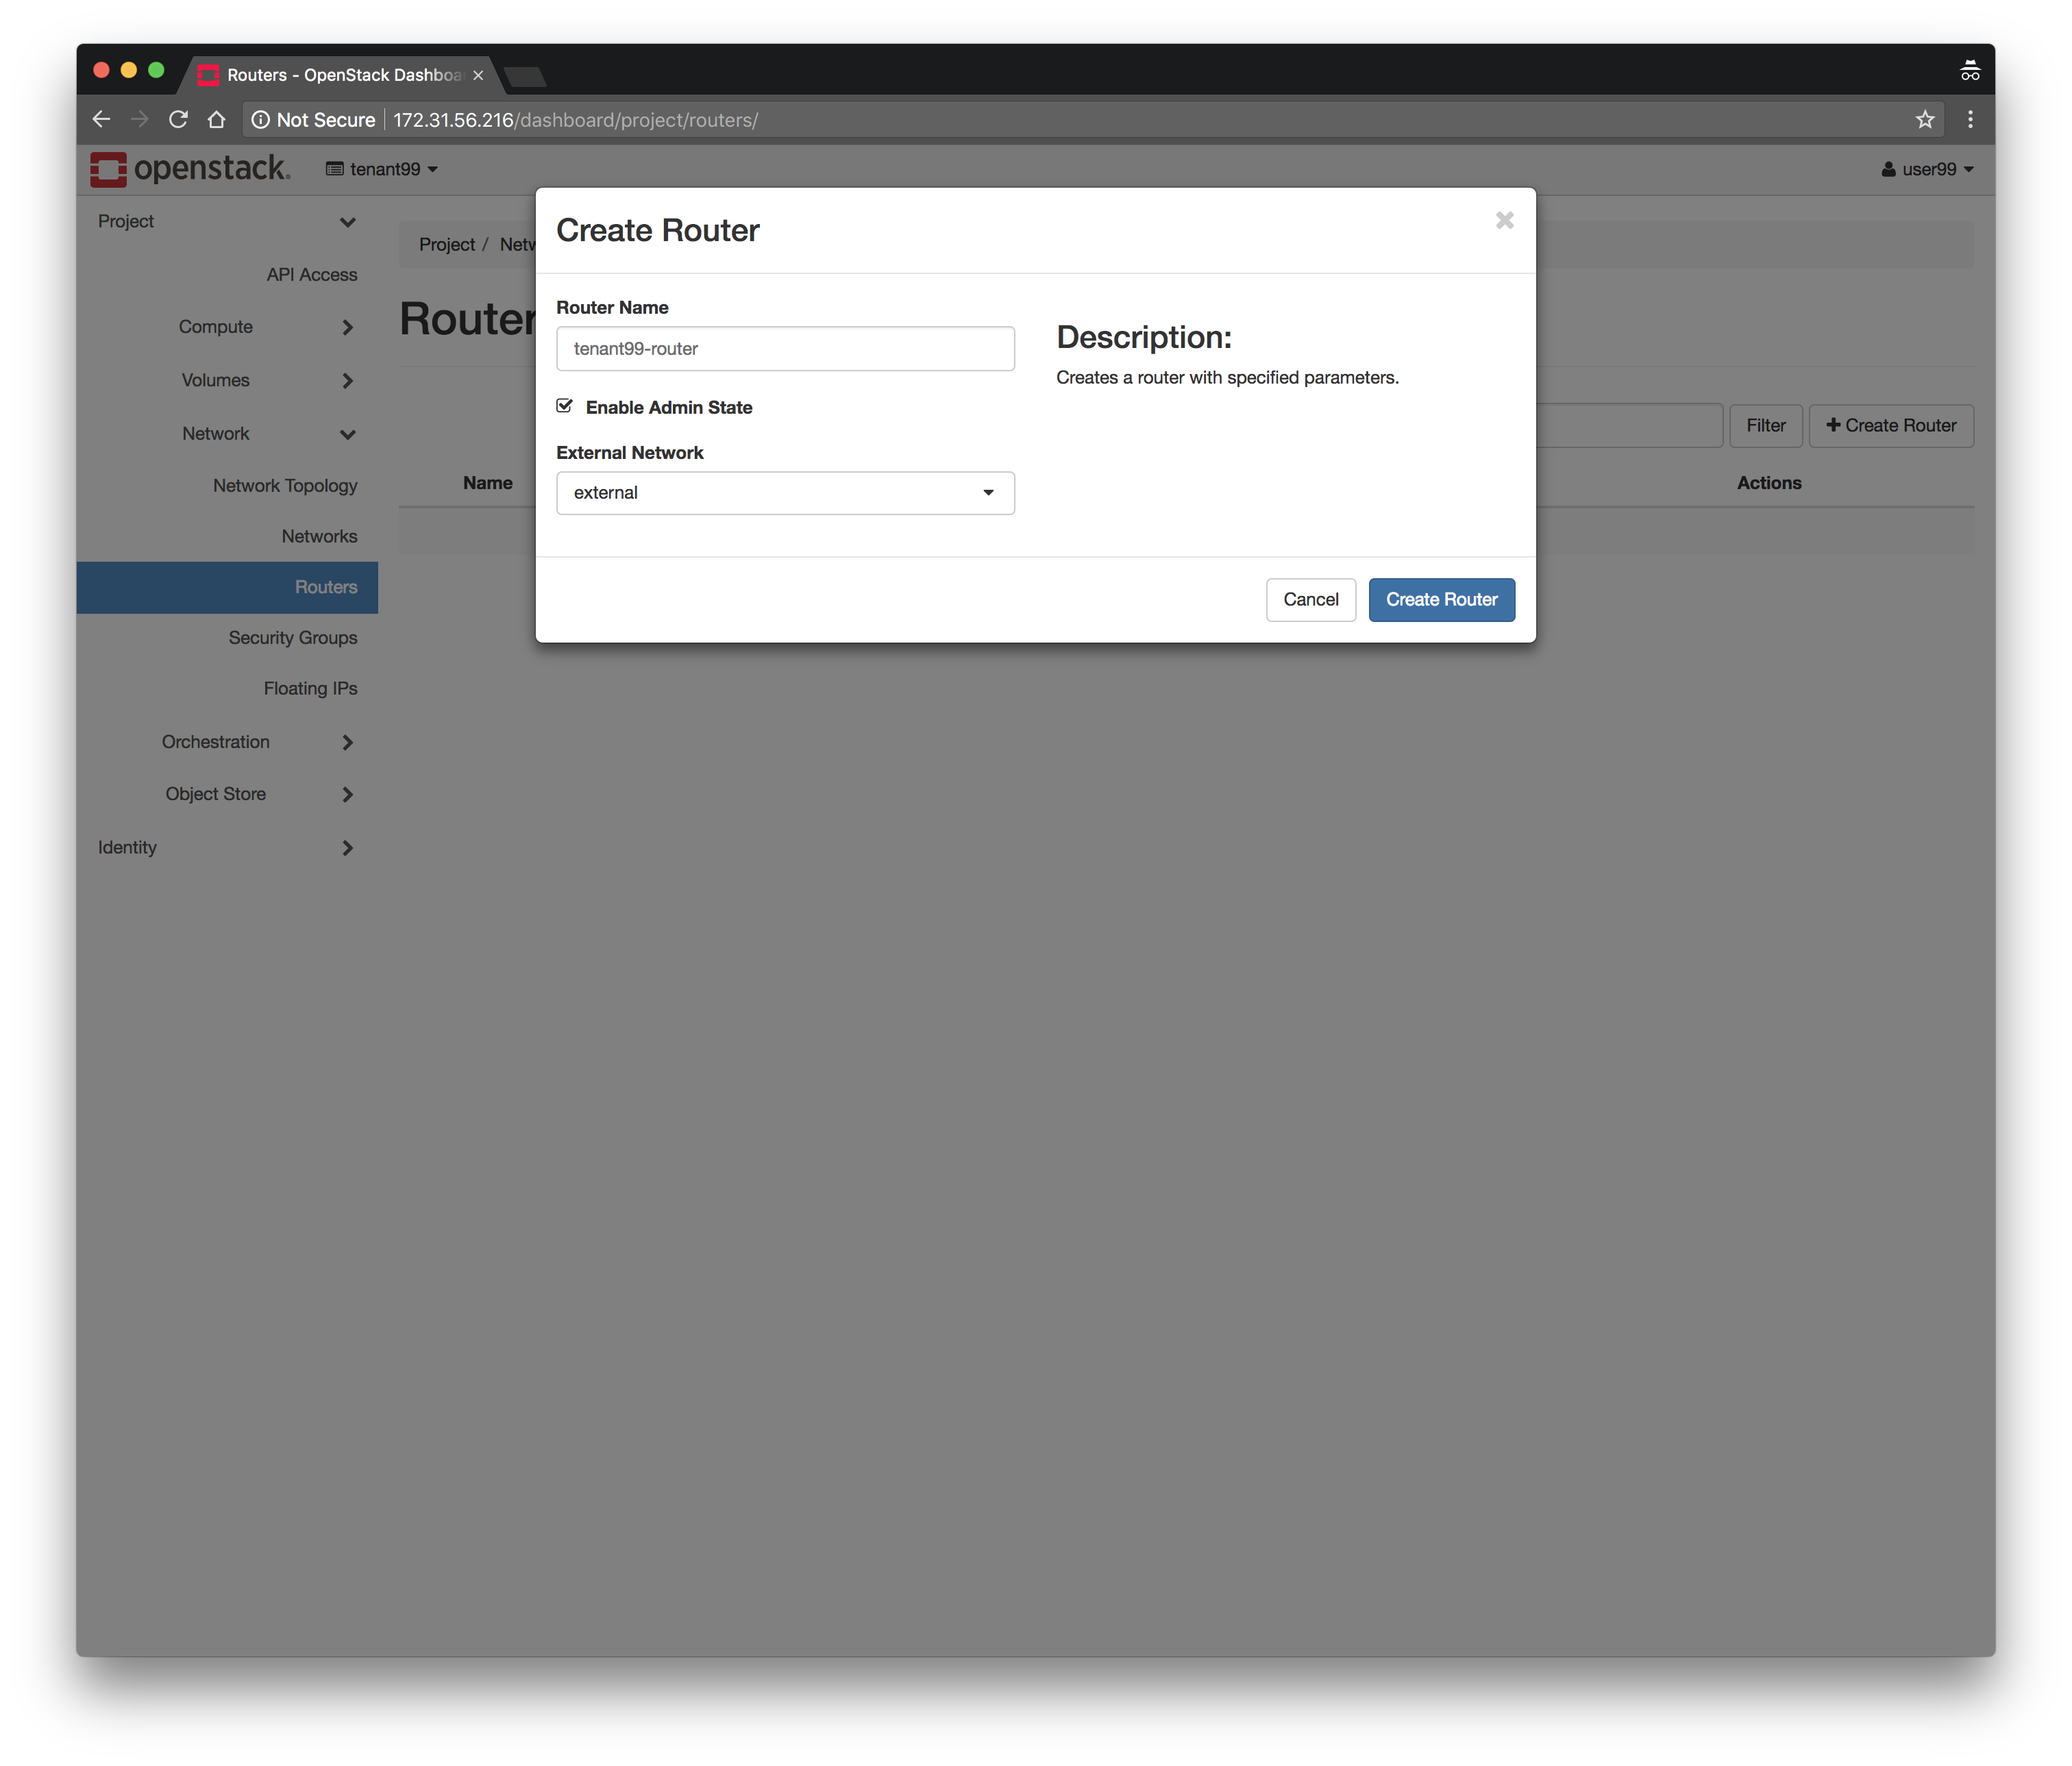 Routers - OpenStack Dashboa
Not Secure 172.31.56.216/dashboard/project/routers/
openstack. tenant99 user99
Project
API Access
Compute
Volumes
Network
Network Topology
Networks
Routers
Security Groups
Floating IPs
Orchestration
Object Store
Identity
Project / Netw
Router
Filter Create Router
Name Actions
Create Router
Router Name
tenant99-router
Enable Admin State
External Network
external
Description:
Creates a router with specified parameters.
Cancel Create Router